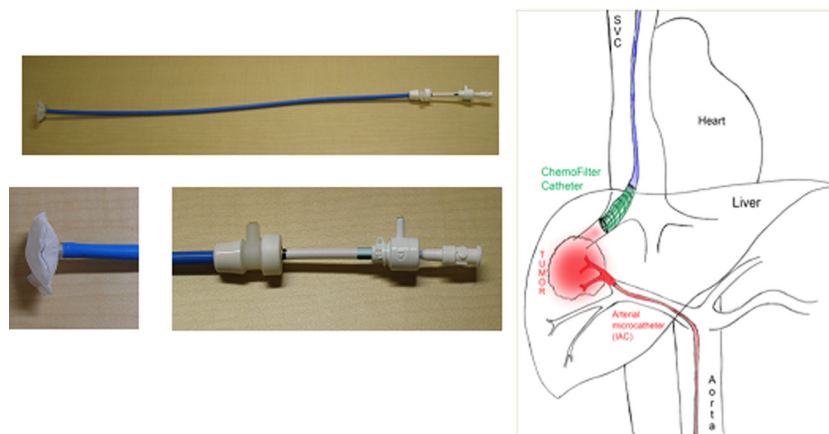 SVC
Heart
ChemoFilter
Catheter
Liver
TUMOR
Arterial
microcatheter
(IAC)
Aorta